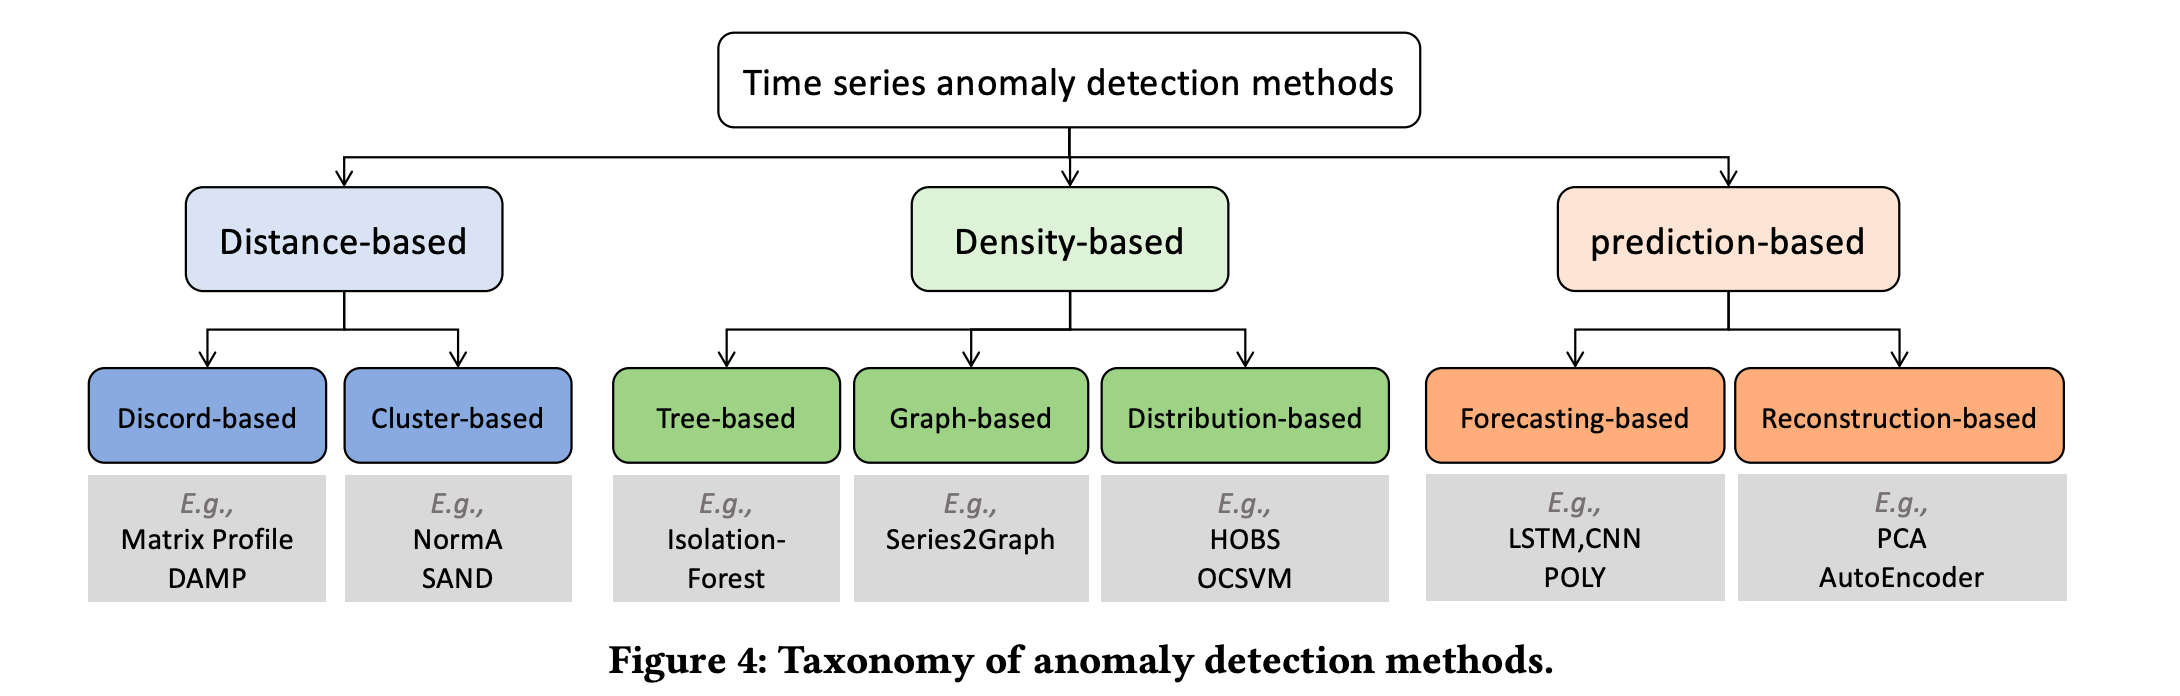 Time series anomaly detection methods
Distance-based
Density-based
prediction-based
Discord-based
Cluster-based
Tree-based
Graph-based
Distribution-based
Forecasting-based
Reconstruction-based
E.g.,
Matrix Profile
DAMP
E.g.,
NormA
SAND
E.g.,
Isolation-
Forest
E.g.,
Series2Graph
E.g.,
HOBS
OCSVM
E.g.,
LSTM,CNN
POLY
E.g.,
PCA
AutoEncoder
Figure 4: Taxonomy of anomaly detection methods.